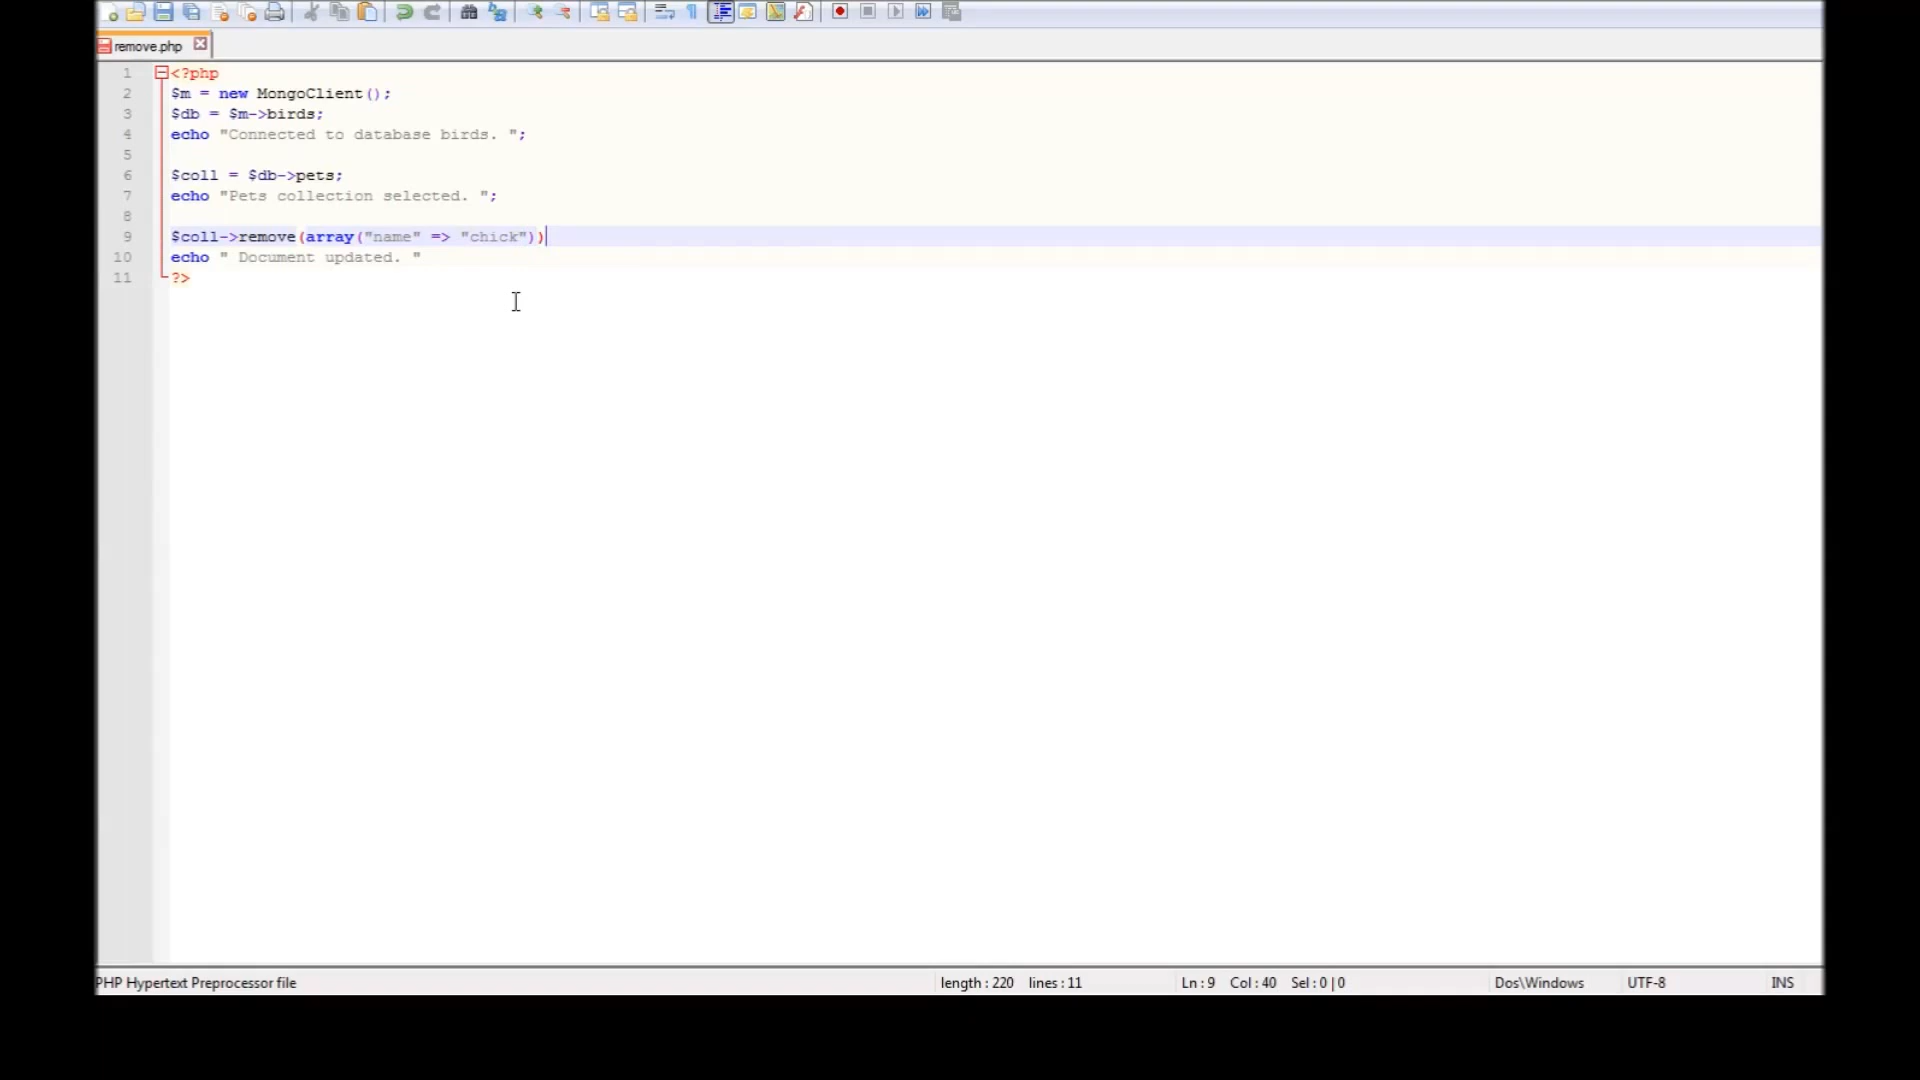 remove.php
1 <?php
2 $m = new MongoClient();
3 $db = $m->birds;
4 echo "Connected to database birds. ";
5
6 $coll = $db->pets;
7 echo "Pets collection selected. ";
8
9 $coll->remove(array("name" => "chick"))
10 echo " Document updated. "
11 ?>
PHP Hypertext Preprocessor file length : 220 lines : 11 Ln : 9 Col : 40 Sel : 0 | 0 Dos\Windows UTF-8 INS